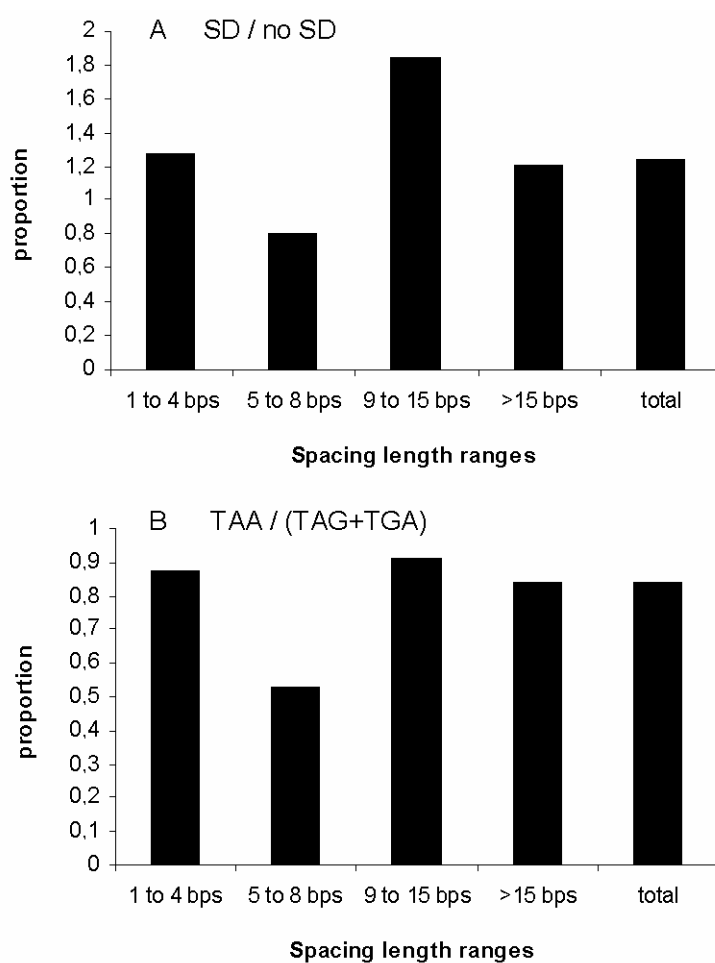 A SD / no SD
proportion
2
1,8
1,6
1,4
1,2
1
0,8
0,6
0,4
0,2
0
1 to 4 bps 5 to 8 bps 9 to 15 bps >15 bps total
Spacing length ranges
B TAA / (TAG+TGA)
proportion
1
0,9
0,8
0,7
0,6
0,5
0,4
0,3
0,2
0,1
0
1 to 4 bps 5 to 8 bps 9 to 15 bps >15 bps total
Spacing length ranges